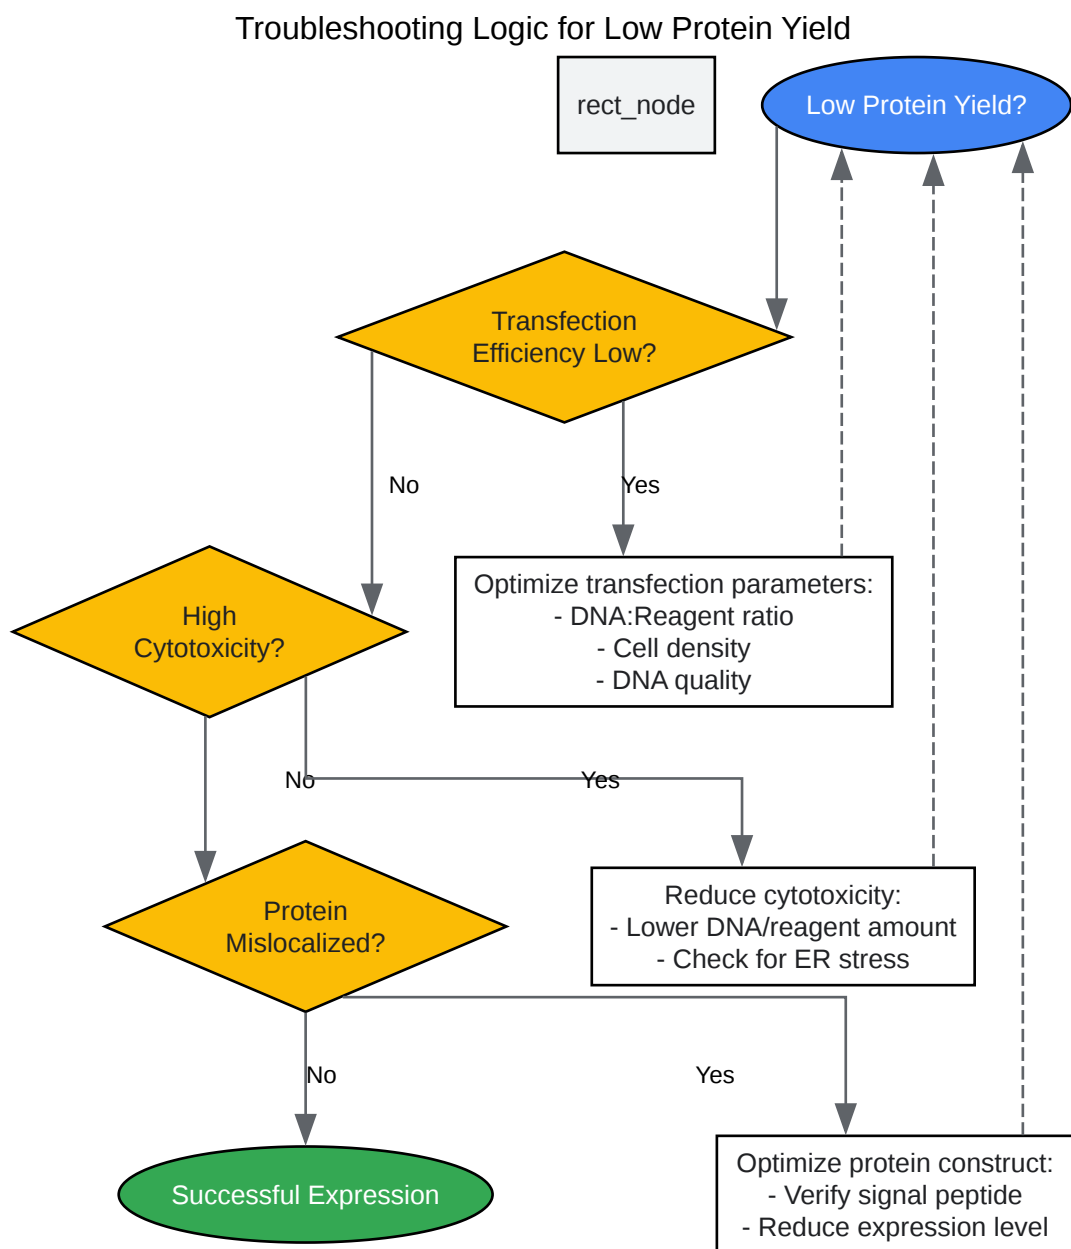 Troubleshooting Logic for Low Protein Yield
rect_node
Low Protein Yield?
Transfection
Efficiency Low?
No
Yes
High
Cytotoxicity?
Optimize transfection parameters:
- DNA:Reagent ratio
- Cell density
- DNA quality
No
Yes
Protein
Mislocalized?
Reduce cytotoxicity:
- Lower DNA/reagent amount
- Check for ER stress
No
Yes
Successful Expression
Optimize protein construct:
- Verify signal peptide
- Reduce expression level